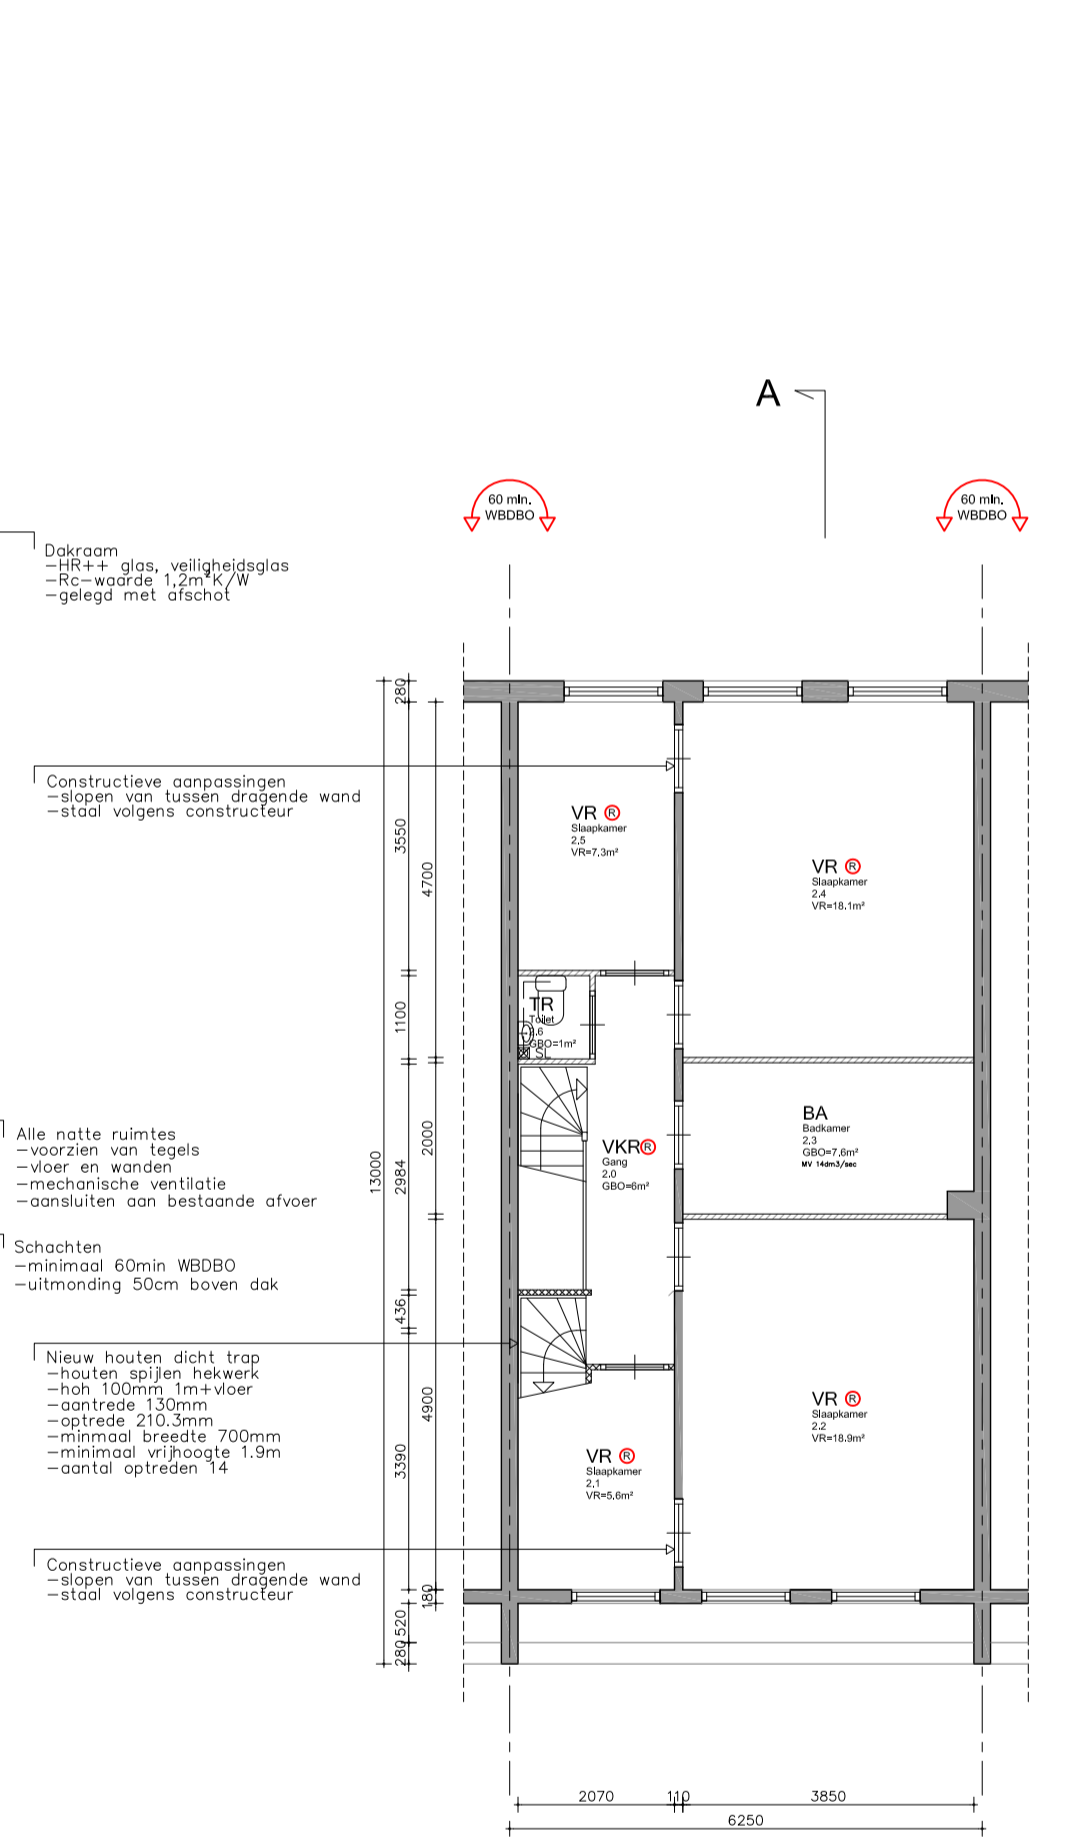 A
60 min.
WBDBO
60 min.
WBDBO
Dakraam
-HR++ glas, veiligheidsglas
-Rc-waarde 1,2m²K/W
-gelegd met afschot
Constructieve aanpassingen
-slopen van tussen dragende wand
-staal volgens constructeur
Alle natte ruimtes
-voorzien van tegels
-vloer en wanden
-mechanische ventilatie
-aansluiten aan bestaande afvoer
Schachten
-minimaal 60min WBDBO
-uitmonding 50cm boven dak
Nieuw houten dicht trap
-houten spijlen hekwerk
-hoh 100mm 1m+vloer
-aantrede 130mm
-optrede 210.3mm
-minmaal breedte 700mm
-minimaal vrijhoogte 1.9m
-aantal optreden 14
Constructieve aanpassingen
-slopen van tussen dragende wand
-staal volgens constructeur
13000
280
3550
1100
2984
436
3390
520
280
4700
2000
4900
180
VR R
Slaapkamer
2.5
VR=7,3m²
VR R
Slaapkamer
2.4
VR=18.1m²
TR
Toilet
GBO=1m²
SL
BA
Badkamer
2.3
GBO=7,6m²
MV 14dm3/sec
VKR R
Gang
2.0
GBO=6m²
VR R
Slaapkamer
2.2
VR=18.9m²
VR R
Slaapkamer
2.1
VR=5,6m²
2070
110
3850
6250